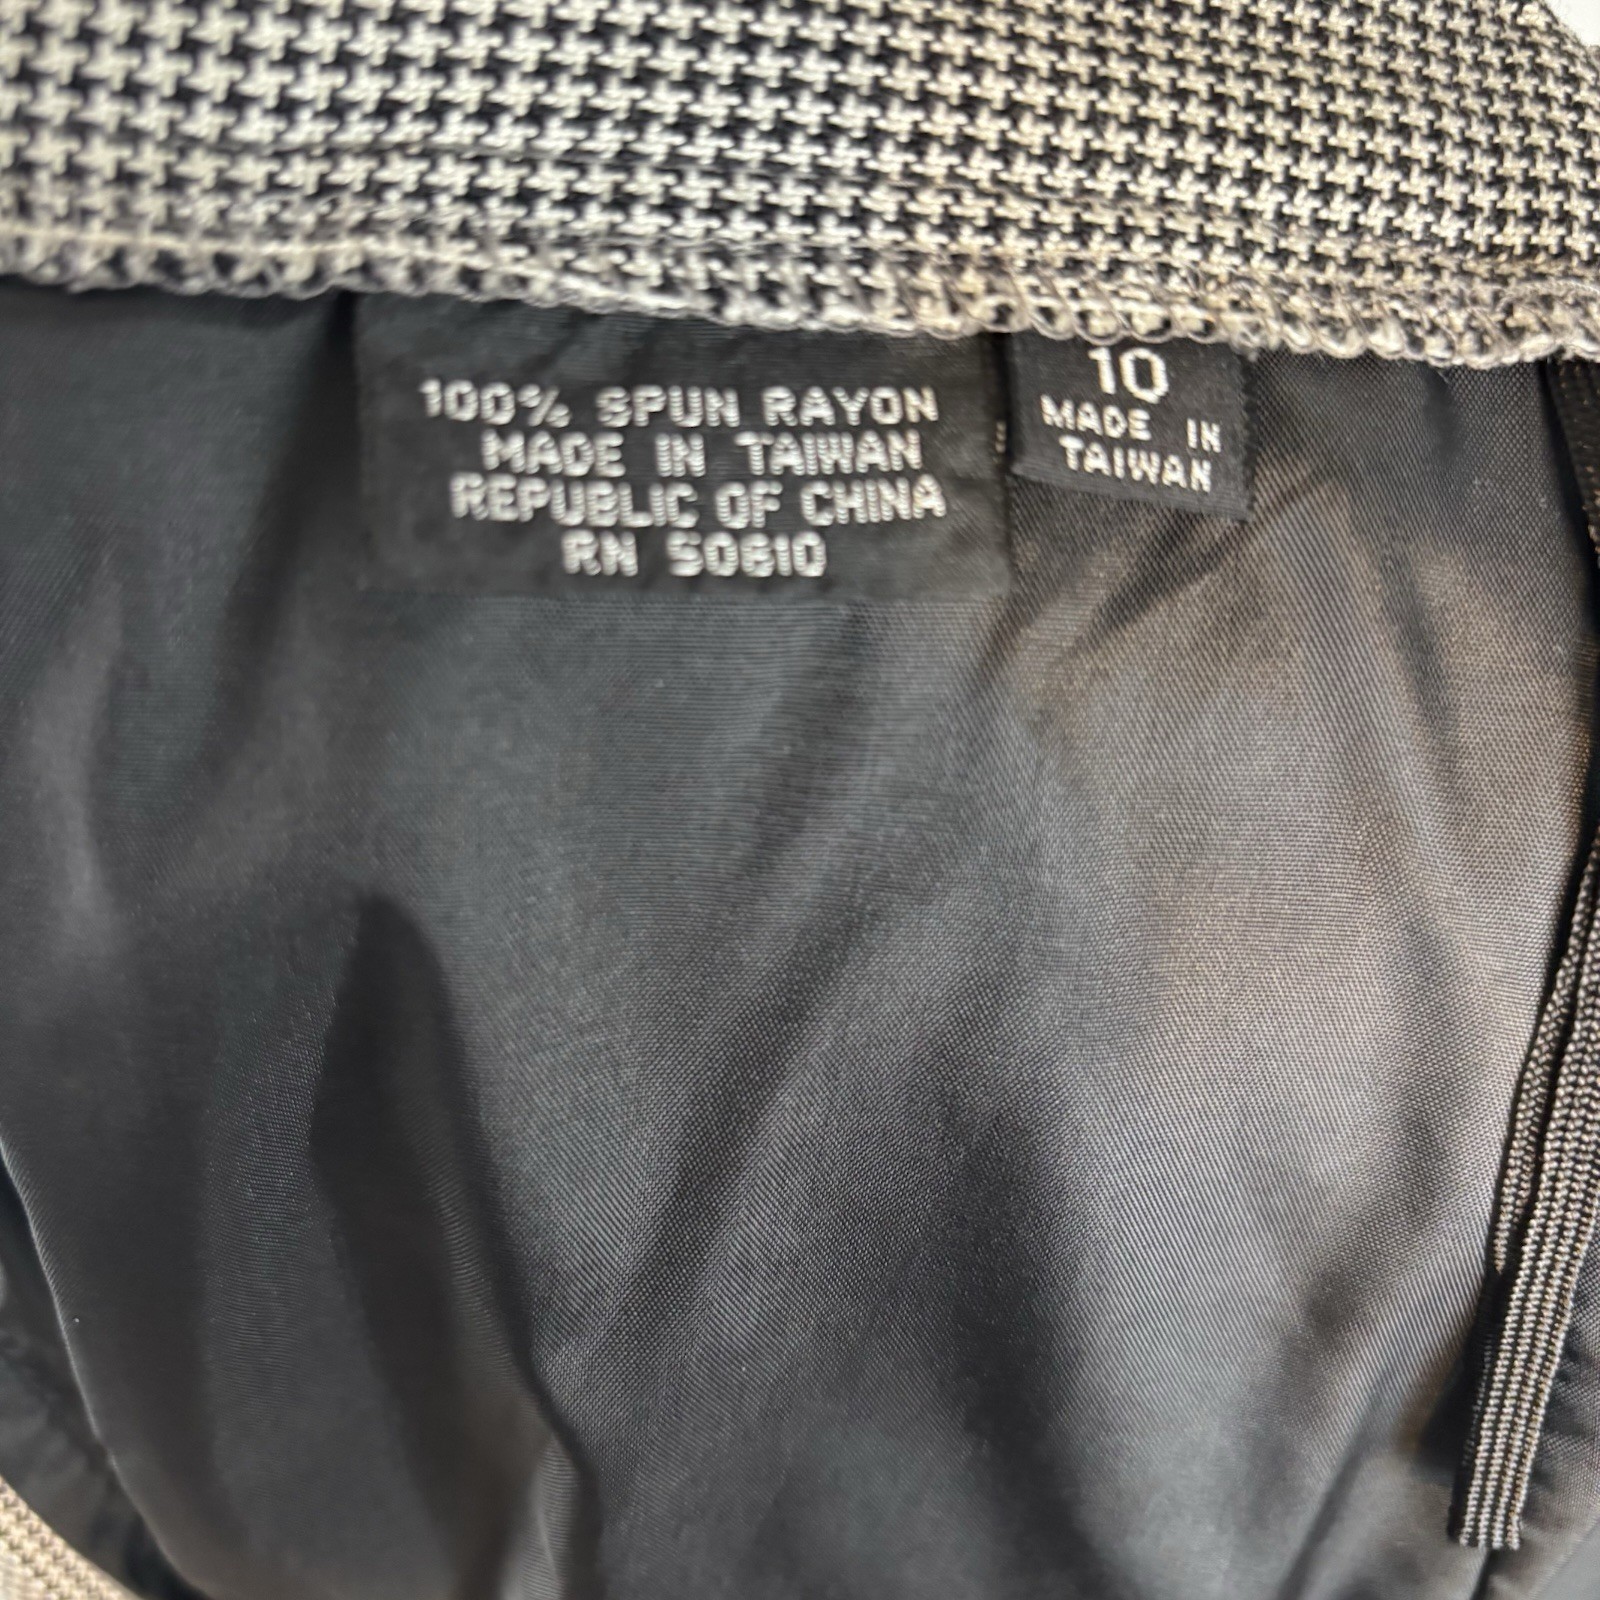 100% SPUN RAYON
MADE IN TAIWAN
REPUBLIC OF CHINA
RN 50610
10
MADE IN
TAIWAN